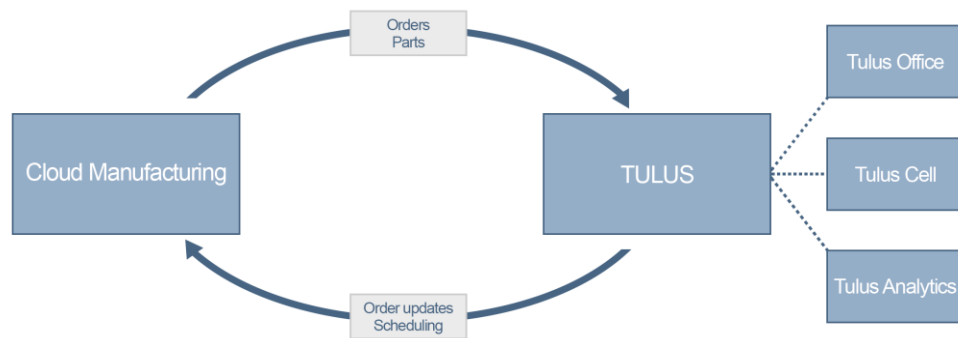 Orders
Parts
Tulus Office
Cloud Manufacturing
TULUS
Tulus Cell
Tulus Analytics
Order updates
Scheduling